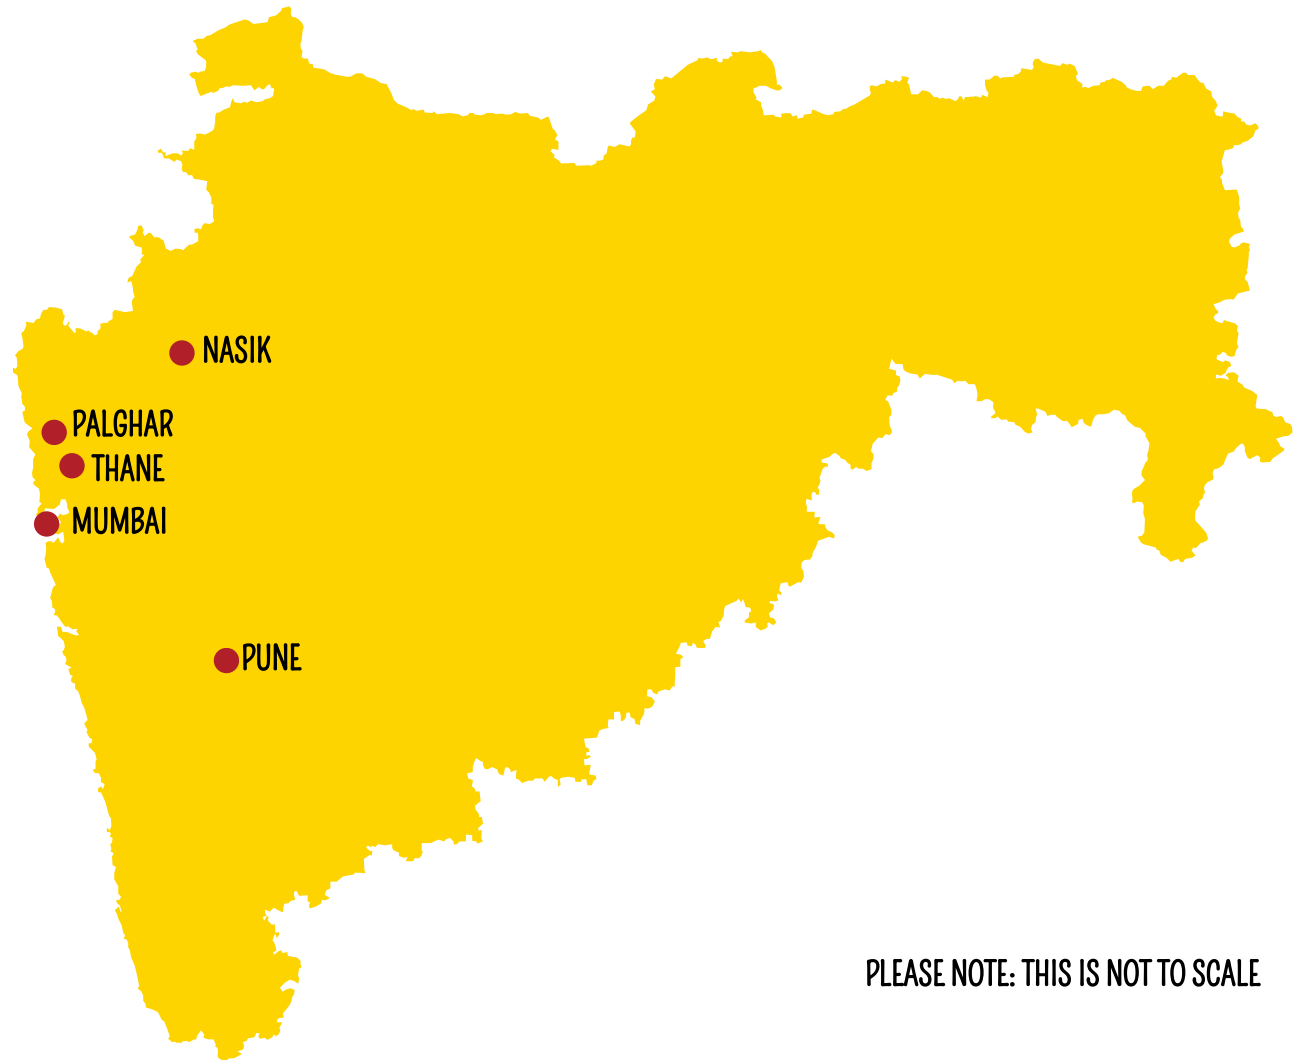 NASIK
PALGHAR
THANE
MUMBAI
PUNE
PLEASE NOTE: THIS IS NOT TO SCALE